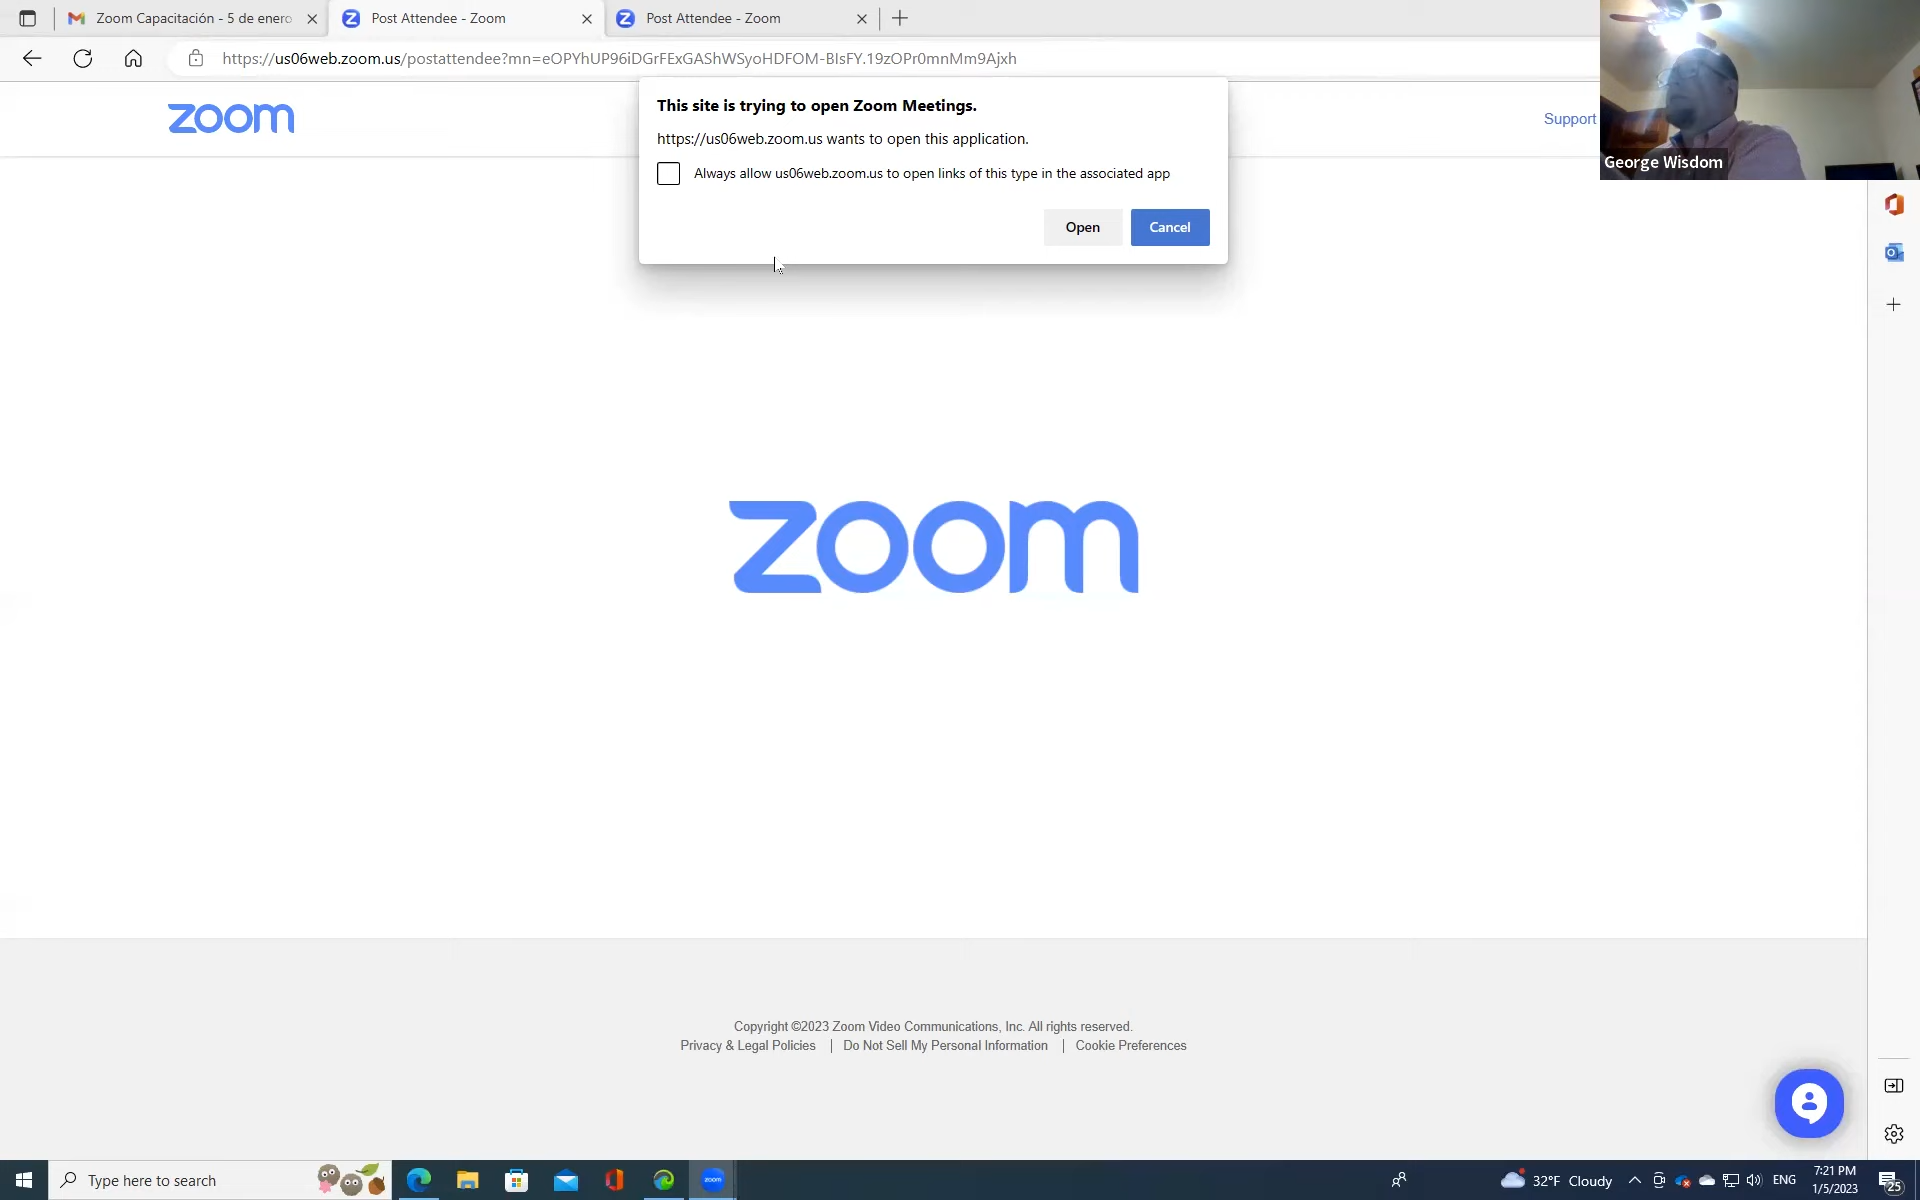 Zoom Capacitación - 5 de enero
Post Attendee - Zoom
Post Attendee - Zoom
https://us06web.zoom.us/postattendee?mn=eOPYhUP96iDGrFExGAShWSyoHDFOM-BIsFY.19zOPr0mnMm9Ajxh
zoom
This site is trying to open Zoom Meetings.
https://us06web.zoom.us wants to open this application.
Always allow us06web.zoom.us to open links of this type in the associated app
Open
Cancel
Support
George Wisdom
zoom
Copyright ©2023 Zoom Video Communications, Inc. All rights reserved.
Privacy & Legal Policies | Do Not Sell My Personal Information | Cookie Preferences
Type here to search
zoom
32°F Cloudy
ENG
7:21 PM
1/5/2023
25